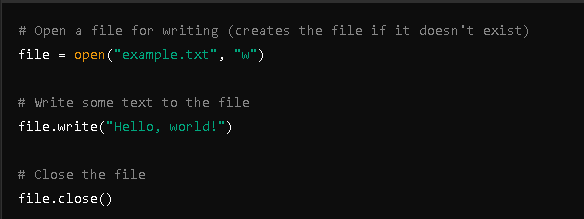 # Open a file for writing (creates the file if it doesn't exist)
file = open("example.txt", "w")
# Write some text to the file
file.write("Hello, world!")
# Close the file
file.close()